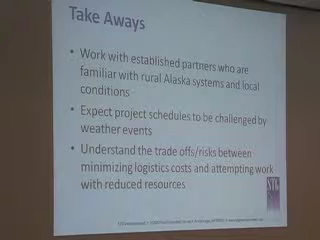 Take Aways
• Work with established partners who are
familiar with rural Alaska systems and local
conditions
• Expect project schedules to be challenged by
weather events
• Understand the trade offs/risks between
minimizing logistics costs and attempting work
with reduced resources
STG